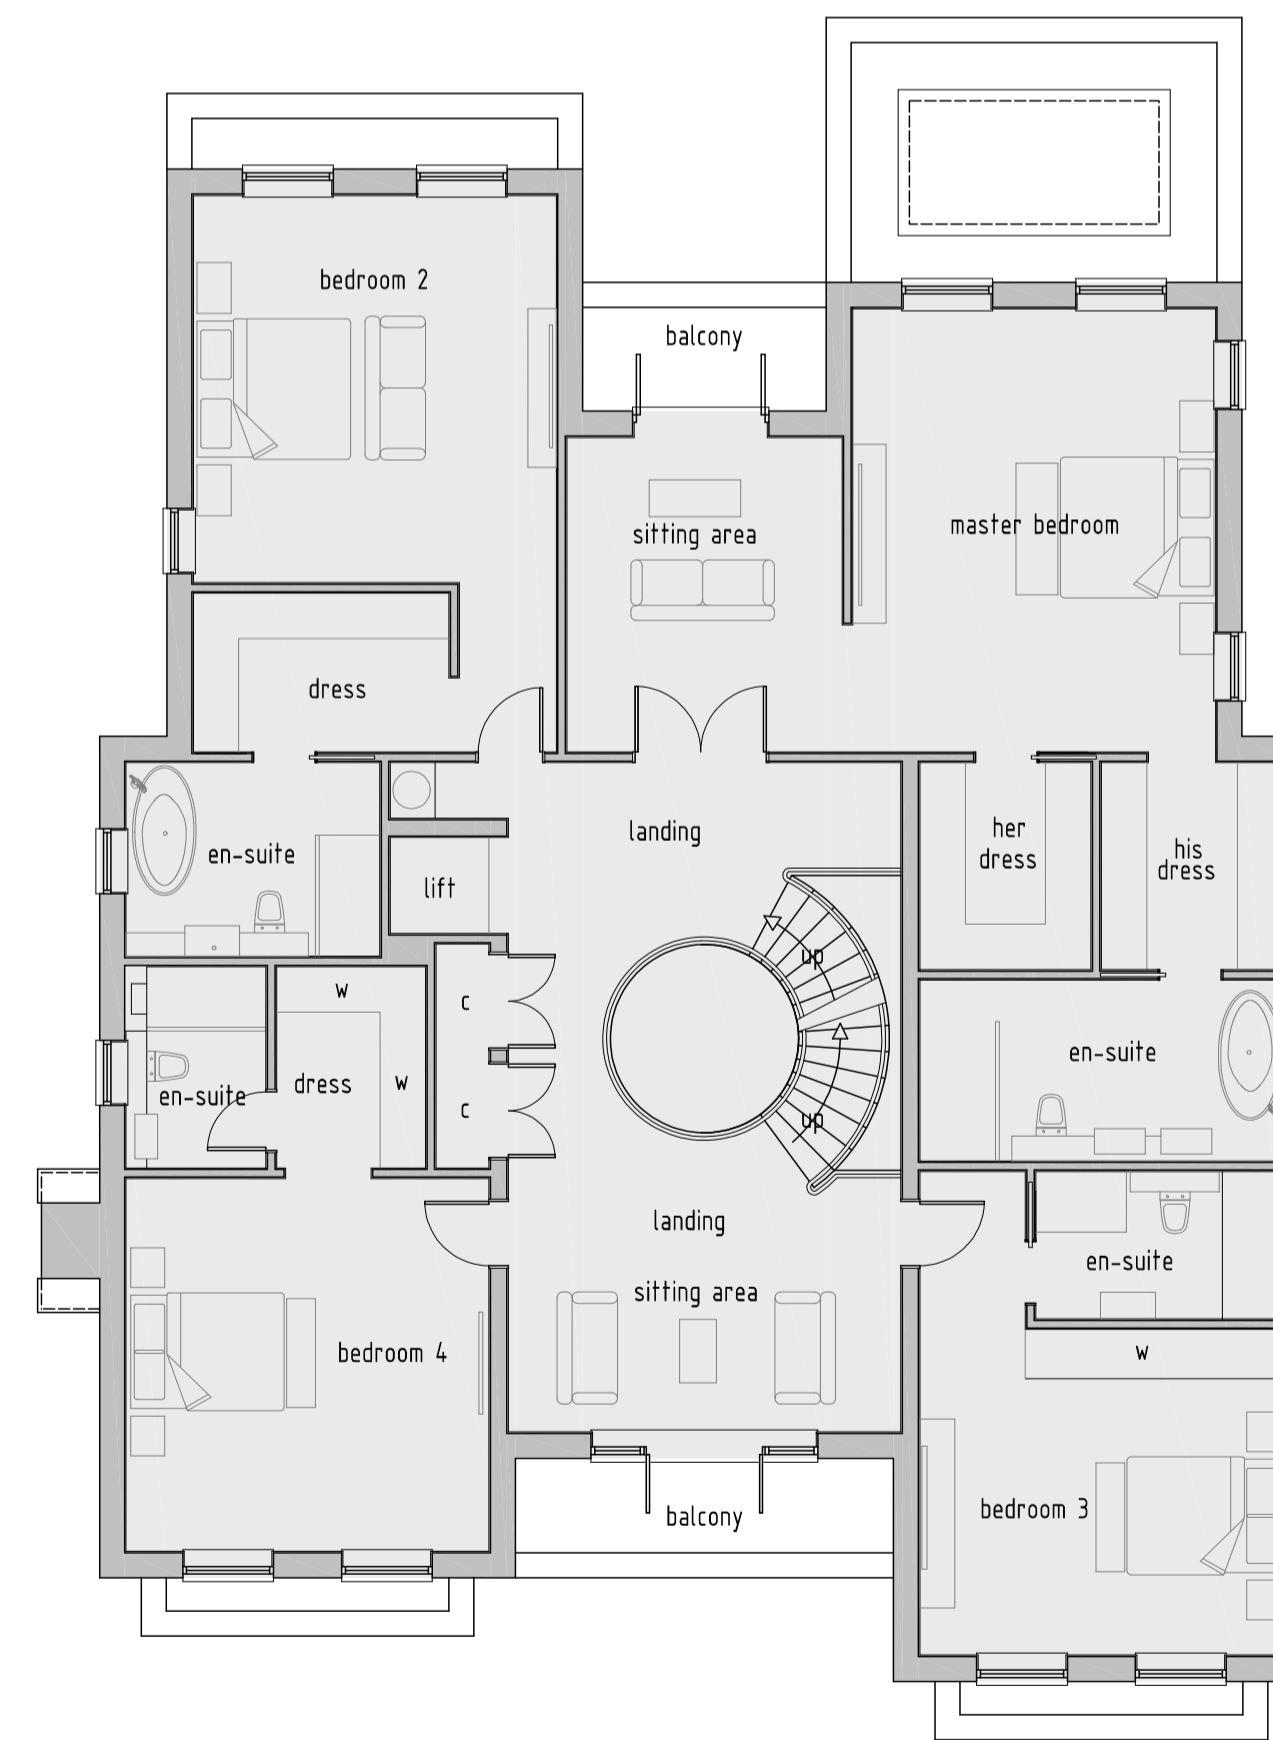 bedroom 2
balcony
sitting area
master bedroom
dress
landing
her
dress
his
dress
en-suite
lift
up
w
c
en-suite
dress
w
en-suite
c
up
landing
en-suite
sitting area
bedroom 4
w
bedroom 3
balcony